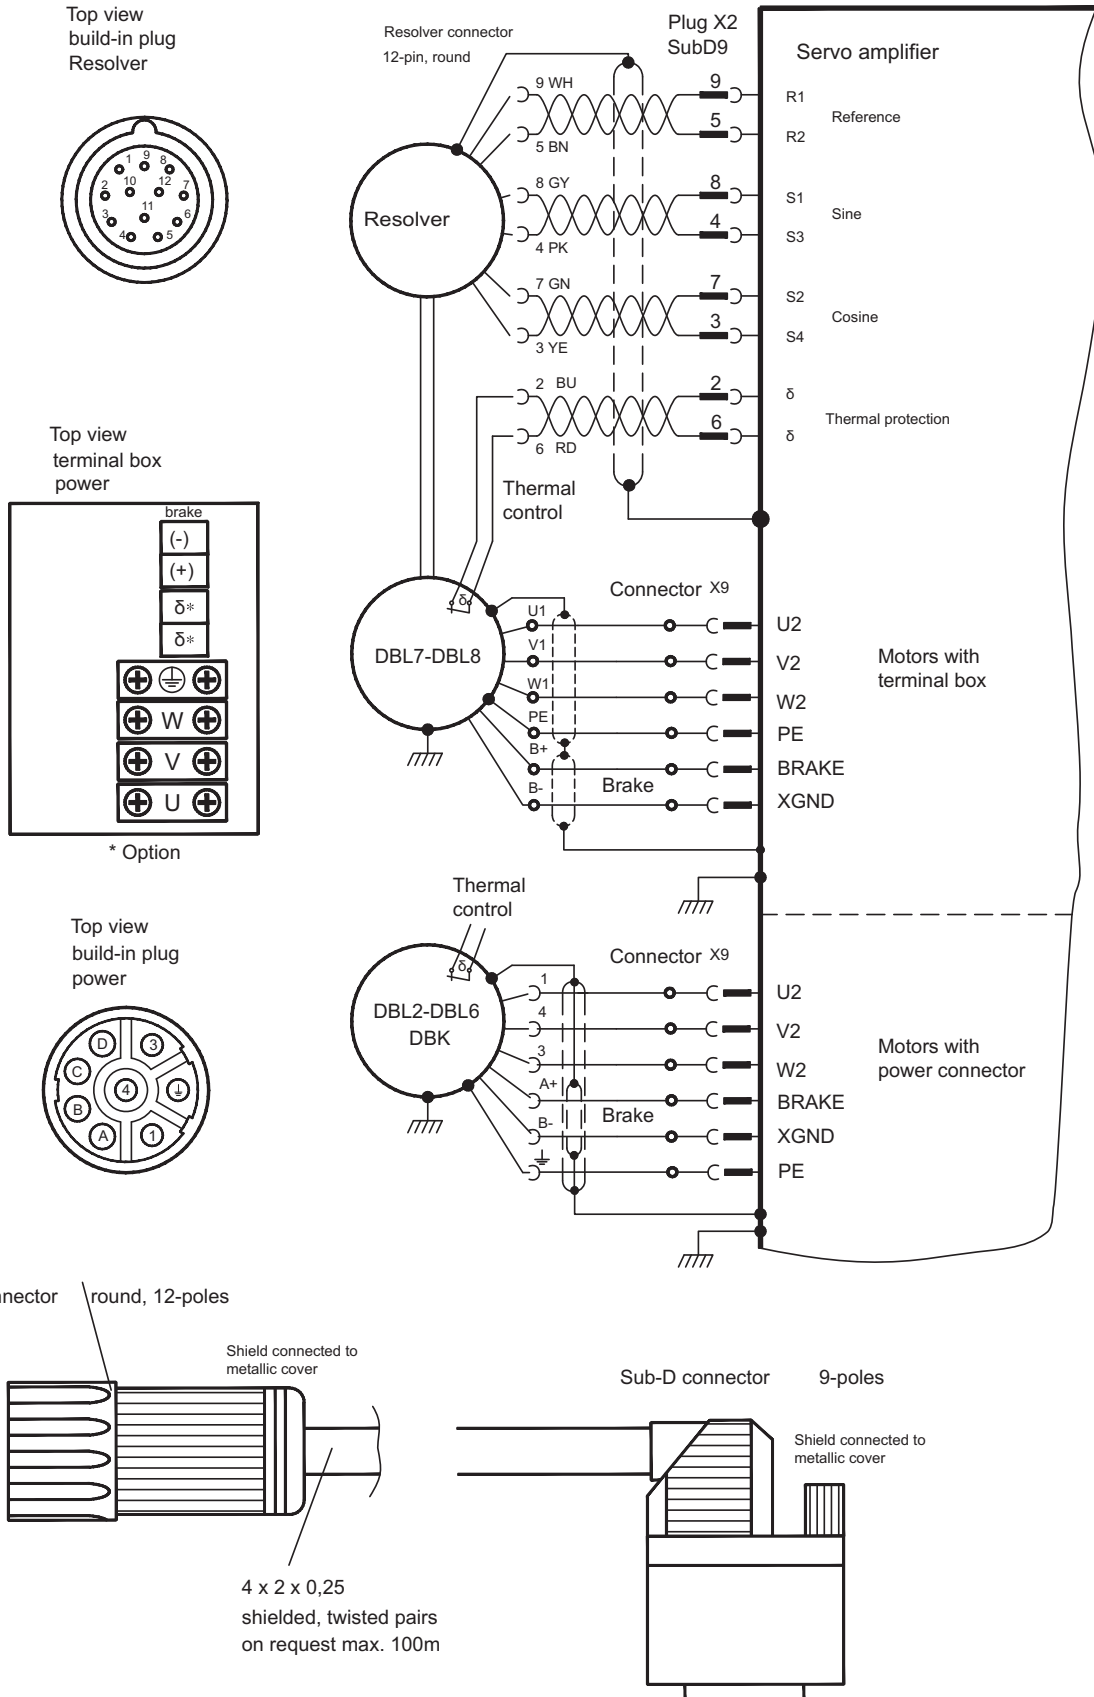 Top view
build-in plug
Resolver
1 9 8
2 10 12 7
3 11 6
4 5
Resolver connector
12-pin, round
Plug X2
SubD9
Servo amplifier
Resolver
9 WH
9
R1
Reference
5 BN
5
R2
8 GY
8
S1
Sine
4 PK
4
S3
7 GN
7
S2
Cosine
3 YE
3
S4
2 BU
2
δ
Thermal protection
6 RD
6
δ
Thermal
control
Top view
terminal box
power
brake
(-)
(+)
δ*
δ*
W
V
U
* Option
δ
DBL7-DBL8
Connector X9
U1
U2
V1
V2
W1
W2
PE
PE
B+
BRAKE
B-
Brake
XGND
Motors with
terminal box
Top view
build-in plug
power
D 3
C
4
B
A 1
Thermal
control
δ
DBL2-DBL6
DBK
Connector X9
1
U2
4
V2
3
W2
A+
BRAKE
B-
Brake
XGND
PE
Motors with
power connector
nnector round, 12-poles
Shield connected to
metallic cover
Sub-D connector 9-poles
Shield connected to
metallic cover
4 x 2 x 0,25
shielded, twisted pairs
on request max. 100m